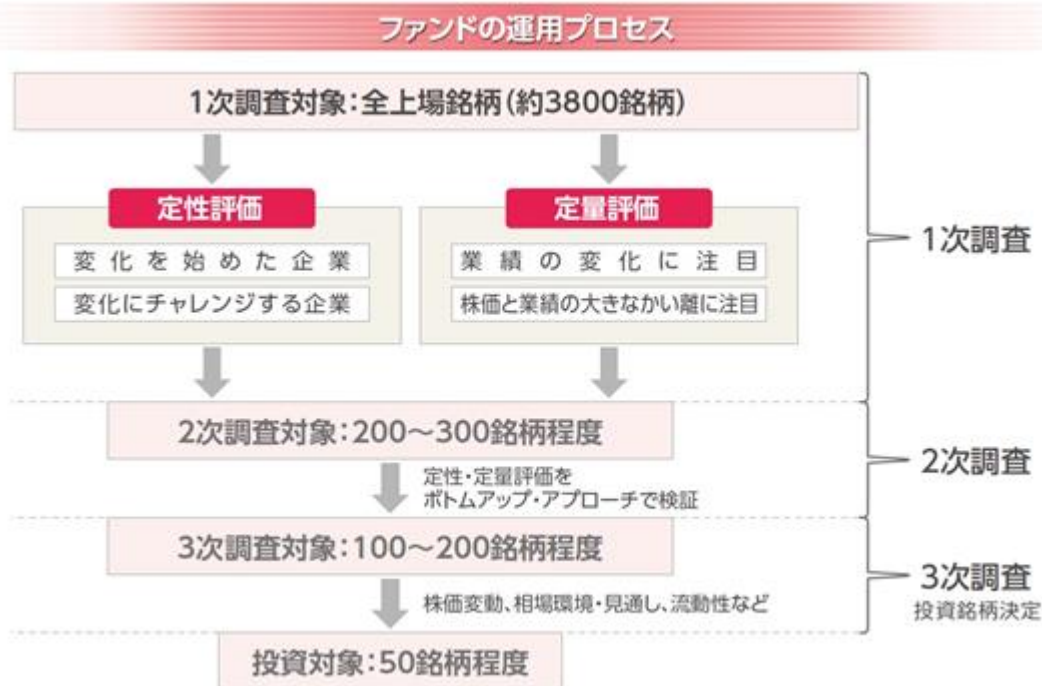 ファンドの運用プロセス
1次調査対象:全上場銘柄(約3800銘柄)
定性評価
変化を始めた企業
変化にチャレンジする企業
定量評価
業績の変化に注目
株価と業績の大きなかい離に注目
1次調査
2次調査対象:200〜300銘柄程度
定性・定量評価を
ボトムアップ・アプローチで検証
2次調査
3次調査対象:100〜200銘柄程度
株価変動、相場環境・見通し、流動性など
3次調査
投資銘柄決定
投資対象:50銘柄程度